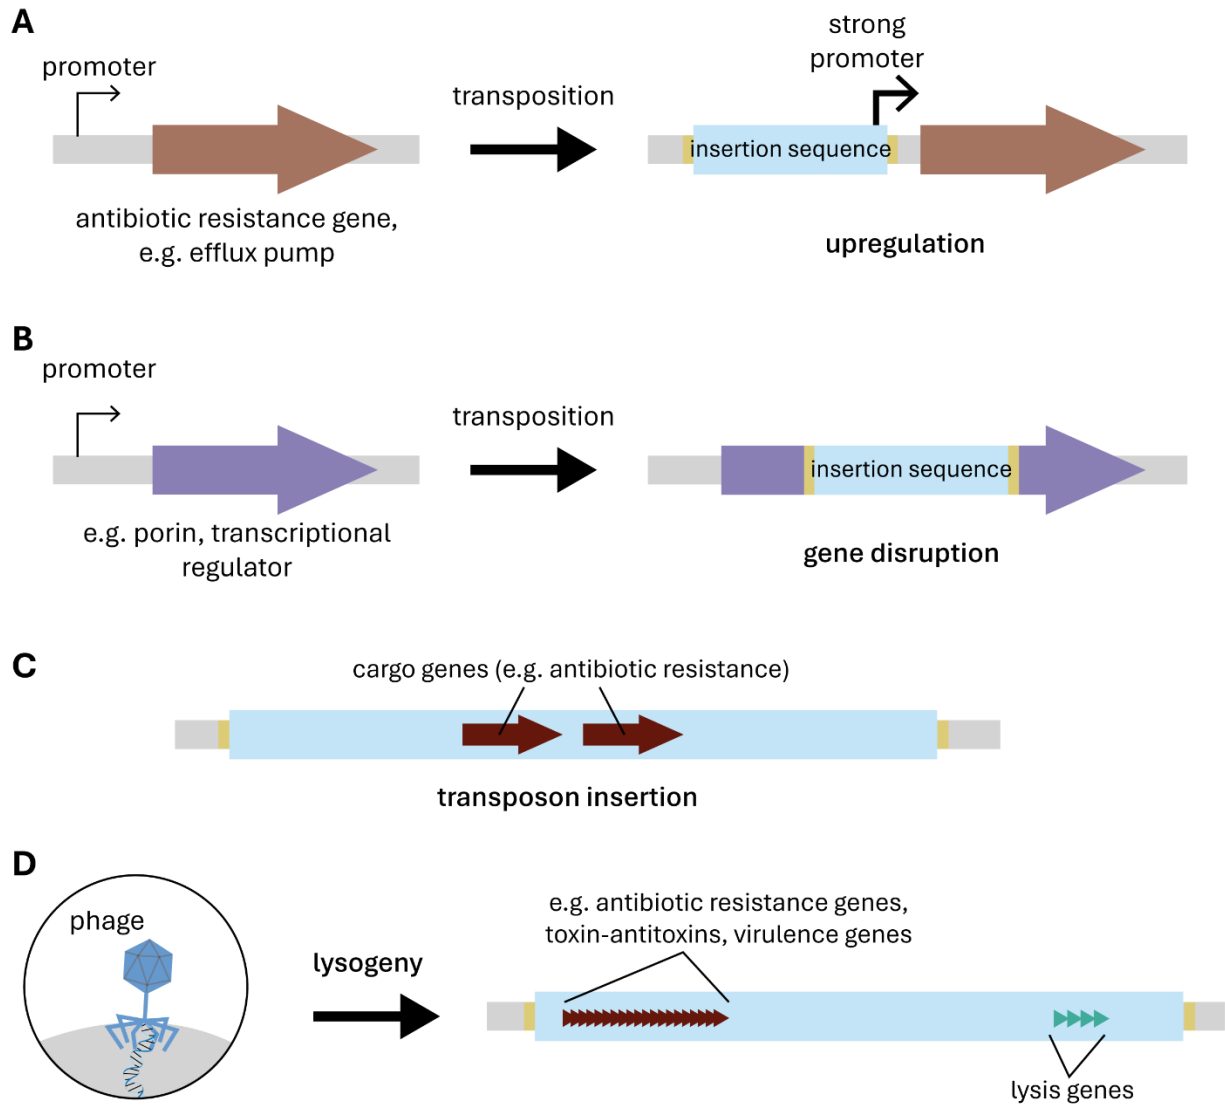 A
promoter
transposition
strong
promoter
insertion sequence
antibiotic resistance gene,
e.g. efflux pump
upregulation
B
promoter
transposition
insertion sequence
e.g. porin, transcriptional
regulator
gene disruption
C
cargo genes (e.g. antibiotic resistance)
transposon insertion
D
phage
lysogeny
e.g. antibiotic resistance genes,
toxin-antitoxins, virulence genes
lysis genes